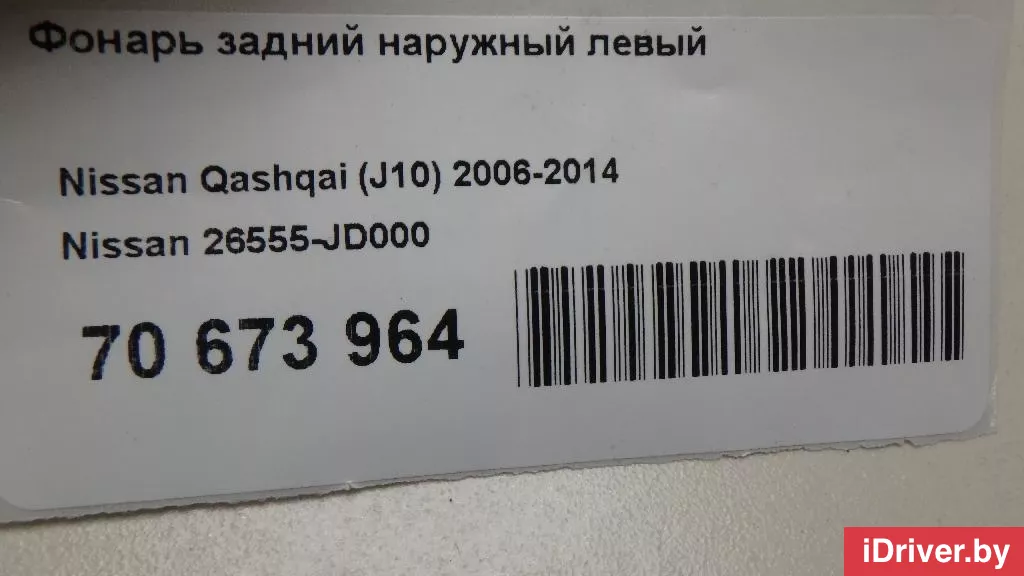 Фонарь задний наружный левый
Nissan Qashqai (J10) 2006-2014
Nissan 26555-JD000
70 673 964
iDriver.by